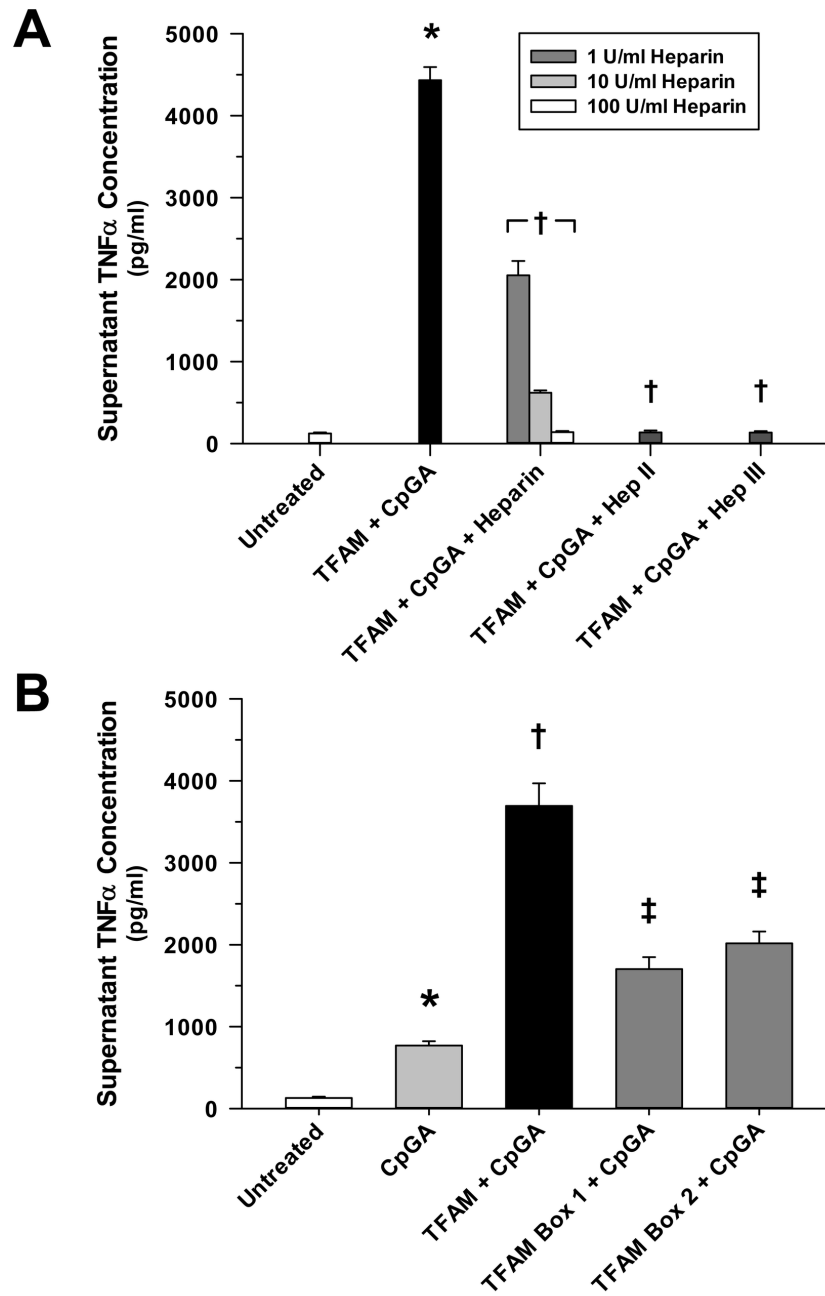 A
5000
4000
3000
2000
1000
0
Supernatant TNFα Concentration
(pg/ml)
*
1 U/ml Heparin
10 U/ml Heparin
100 U/ml Heparin
†
†
†
Untreated
TFAM + CpGA
TFAM + CpGA + Heparin
TFAM + CpGA + Hep II
TFAM + CpGA + Hep III
B
5000
4000
3000
2000
1000
0
Supernatant TNFα Concentration
(pg/ml)
*
†
‡
‡
Untreated
CpGA
TFAM + CpGA
TFAM Box 1 + CpGA
TFAM Box 2 + CpGA